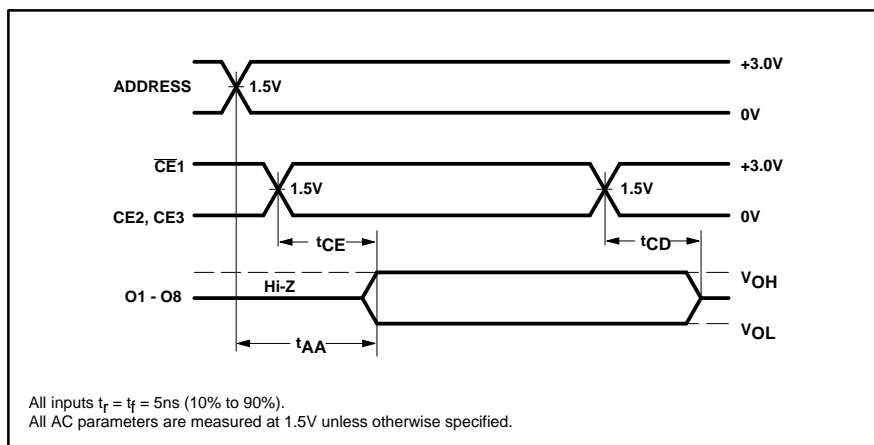 ADDRESS
1.5V
+3.0V
0V
CE1
1.5V
1.5V
+3.0V
CE2, CE3
0V
tCE
tCD
O1 - O8
Hi-Z
VOH
VOL
tAA
All inputs tr = tf = 5ns (10% to 90%).
All AC parameters are measured at 1.5V unless otherwise specified.